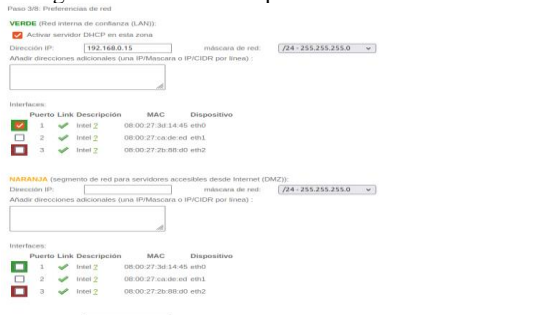 Paso 3/8: Preferencias de red
VERDE (Red interna de confianza (LAN)):
Activar servidor DHCP en esta zona
Dirección IP: 192.168.0.15 máscara de red: /24 - 255.255.255.0
Añadir direcciones adicionales (una IP/Mascara o IP/CIDR por línea) :
Interfaces:
Puerto Link Descripción MAC Dispositivo
1 Intel ? 08:00:27:3d:14:45 eth0
2 Intel ? 08:00:27:ca:de:ed eth1
3 Intel ? 08:00:27:2b:88:d0 eth2
NARANJA (segmento de red para servidores accesibles desde Internet (DMZ)):
Dirección IP: máscara de red: /24 - 255.255.255.0
Añadir direcciones adicionales (una IP/Mascara o IP/CIDR por línea) :
Interfaces:
Puerto Link Descripción MAC Dispositivo
1 Intel ? 08:00:27:3d:14:45 eth0
2 Intel ? 08:00:27:ca:de:ed eth1
3 Intel ? 08:00:27:2b:88:d0 eth2